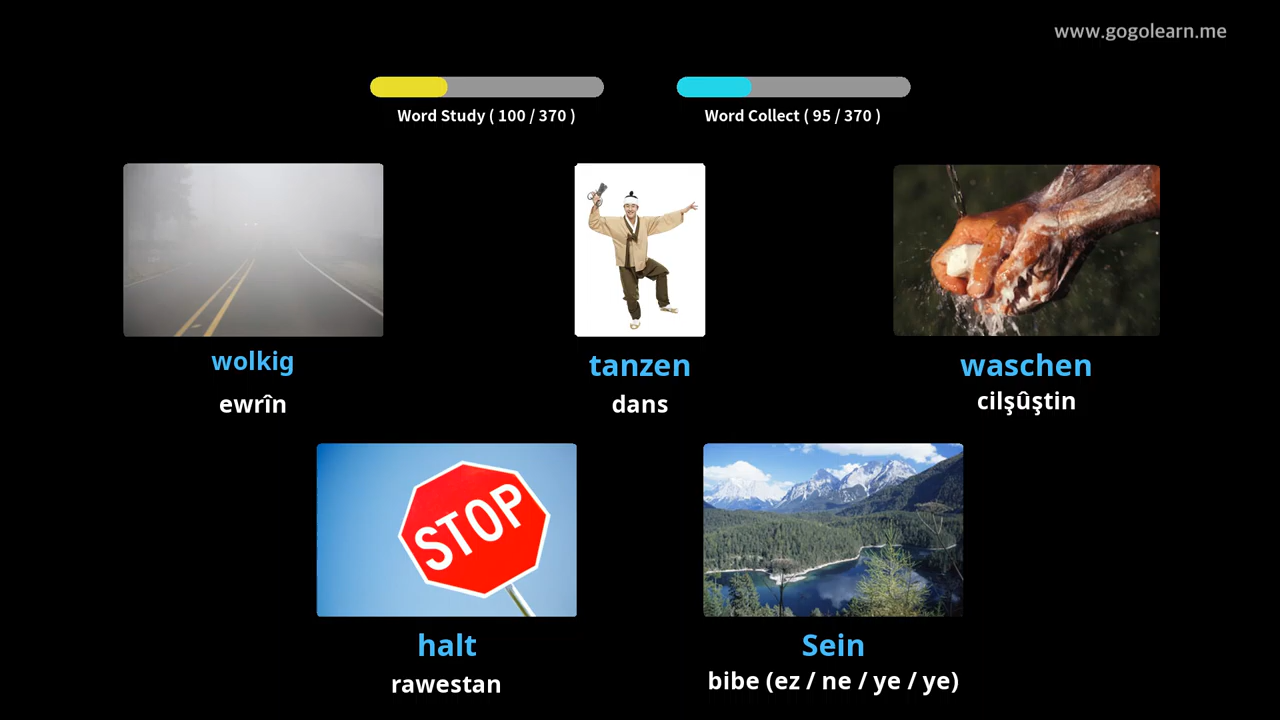 www.gogolearn.me
Word Study ( 100 / 370 )
Word Collect ( 95 / 370 )
wolkig
ewrîn
tanzen
dans
waschen
cilşûştin
STOP
halt
rawestan
Sein
bibe (ez / ne / ye / ye)